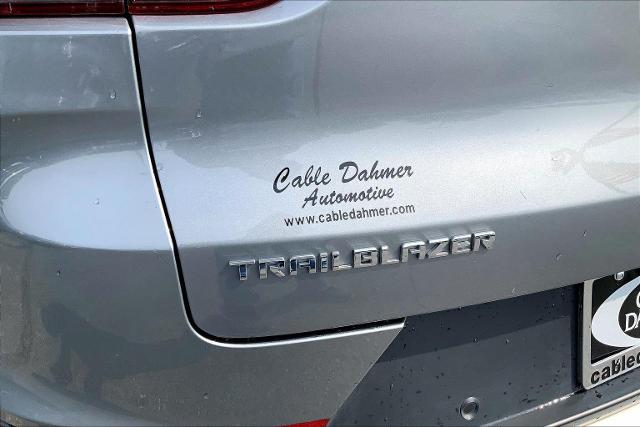 Cable Dahmer
Automotive
www.cabledahmer.com
TRAILBLAZER